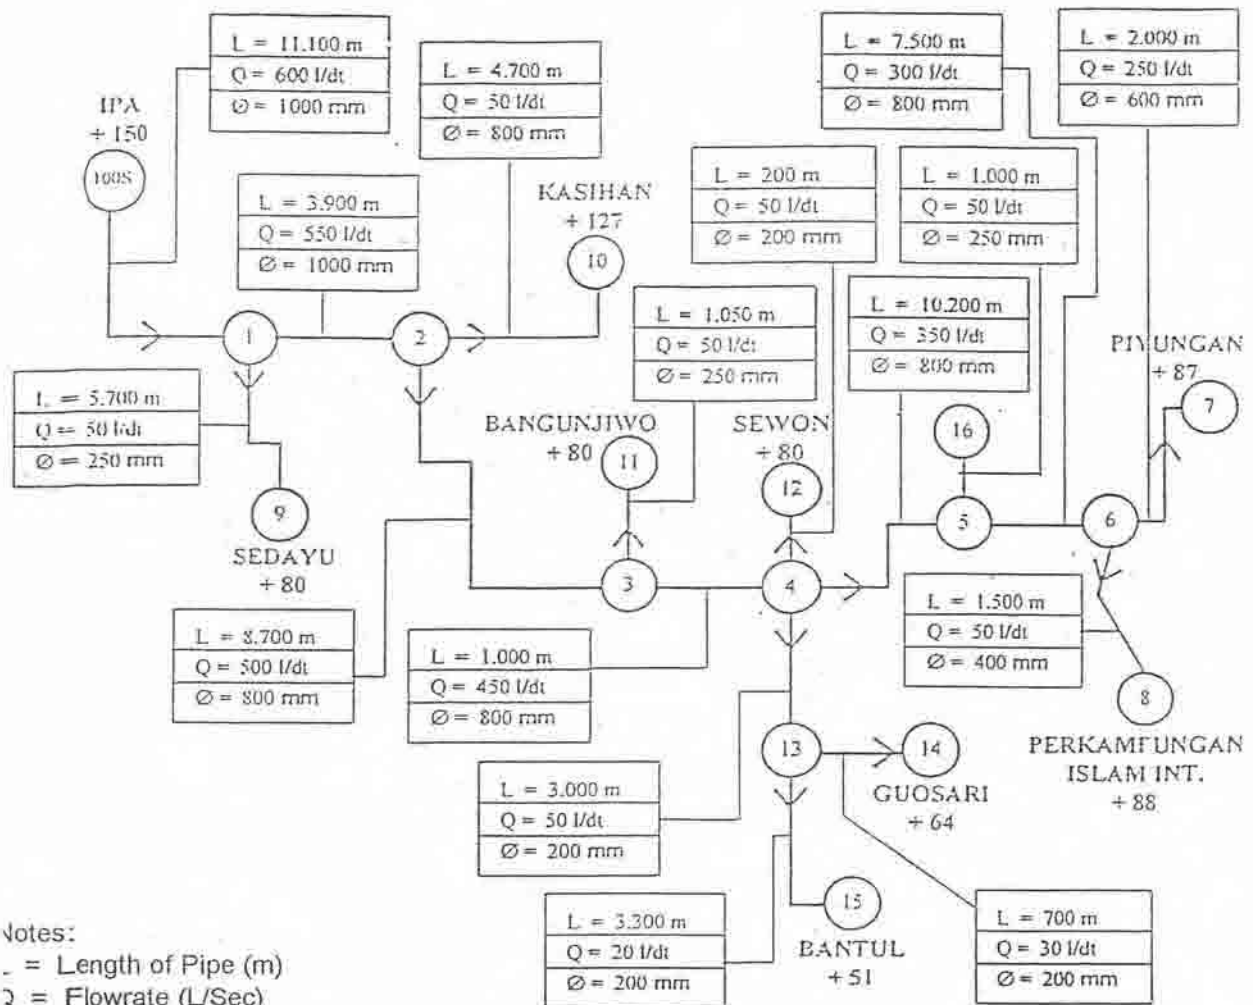 L = 11.100 m
Q = 600 l/dt
Ø = 1000 mm
L = 4.700 m
Q = 50 l/dt
Ø = 800 mm
L = 7.500 m
Q = 300 l/dt
Ø = 800 mm
L = 2.000 m
Q = 250 l/dt
Ø = 600 mm
IPA
+ 150
100S
L = 3.900 m
Q = 550 l/dt
Ø = 1000 mm
KASIHAN
+ 127
10
L = 200 m
Q = 50 l/dt
Ø = 200 mm
L = 1.000 m
Q = 50 l/dt
Ø = 250 mm
1
2
L = 1.050 m
Q = 50 l/dt
Ø = 250 mm
L = 10.200 m
Q = 350 l/dt
Ø = 800 mm
PIYUNGAN
+ 87
7
L = 5.700 m
Q = 50 l/dt
Ø = 250 mm
BANGUNJIWO
+ 80
11
SEWON
+ 80
12
16
9
SEDAYU
+ 80
5
6
3
4
L = 8.700 m
Q = 500 l/dt
Ø = 800 mm
L = 1.000 m
Q = 450 l/dt
Ø = 800 mm
L = 1.500 m
Q = 50 l/dt
Ø = 400 mm
8
PERKAMPUNGAN
ISLAM INT.
+ 88
13
14
GUOSARI
+ 64
L = 3.000 m
Q = 50 l/dt
Ø = 200 mm
L = 3.300 m
Q = 20 l/dt
Ø = 200 mm
15
BANTUL
+ 51
L = 700 m
Q = 30 l/dt
Ø = 200 mm
Notes:
L = Length of Pipe (m)
Q = Flowrate (L/Sec)